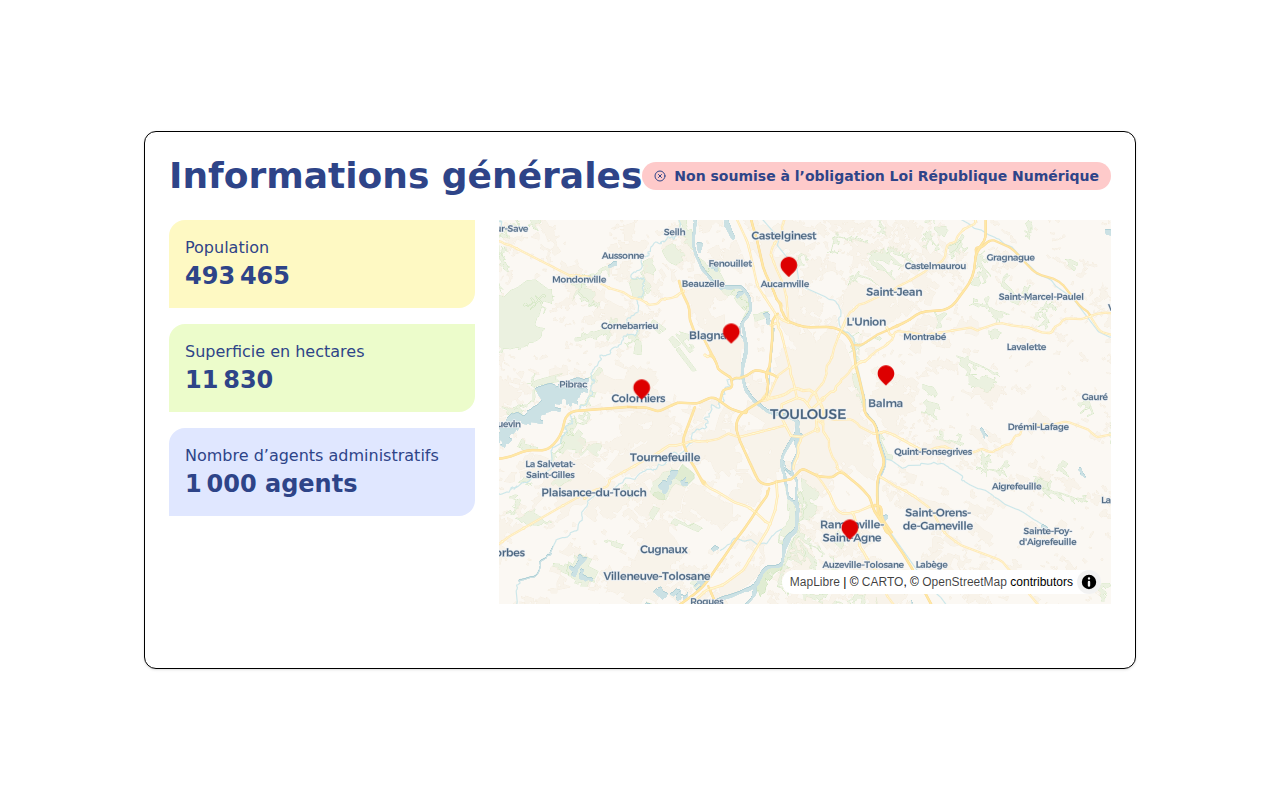 Informations générales
Non soumise à l’obligation Loi République Numérique
Population
493 465
Superficie en hectares
11 830
Nombre d’agents administratifs
1 000 agents
ur-Save
Seilh
Castelginest
Aussonne
Fenouillet
Castelmaurou
Gragnague
Mondonville
Beauzelle
Aucamville
Saint-Jean
Saint-Marcel-Paulel
Cornebarrieu
Blagna
L'Union
Montrabé
Lavalette
Pibrac
Colomiers
TOULOUSE
Balma
Gauré
uevin
Drémil-Lafage
Tournefeuille
Quint-Fonsegrives
La Salvetat-
Saint-Gilles
Plaisance-du-Touch
Aigrefeuille
La
Saint-Orens-
de-Gameville
Ramonville-
Saint-Agne
Sainte-Foy-
d'Aigrefeuille
orbes
Cugnaux
Auzeville-Tolosane
Labège
Villeneuve-Tolosane
Roques
MapLibre | © CARTO, © OpenStreetMap contributors